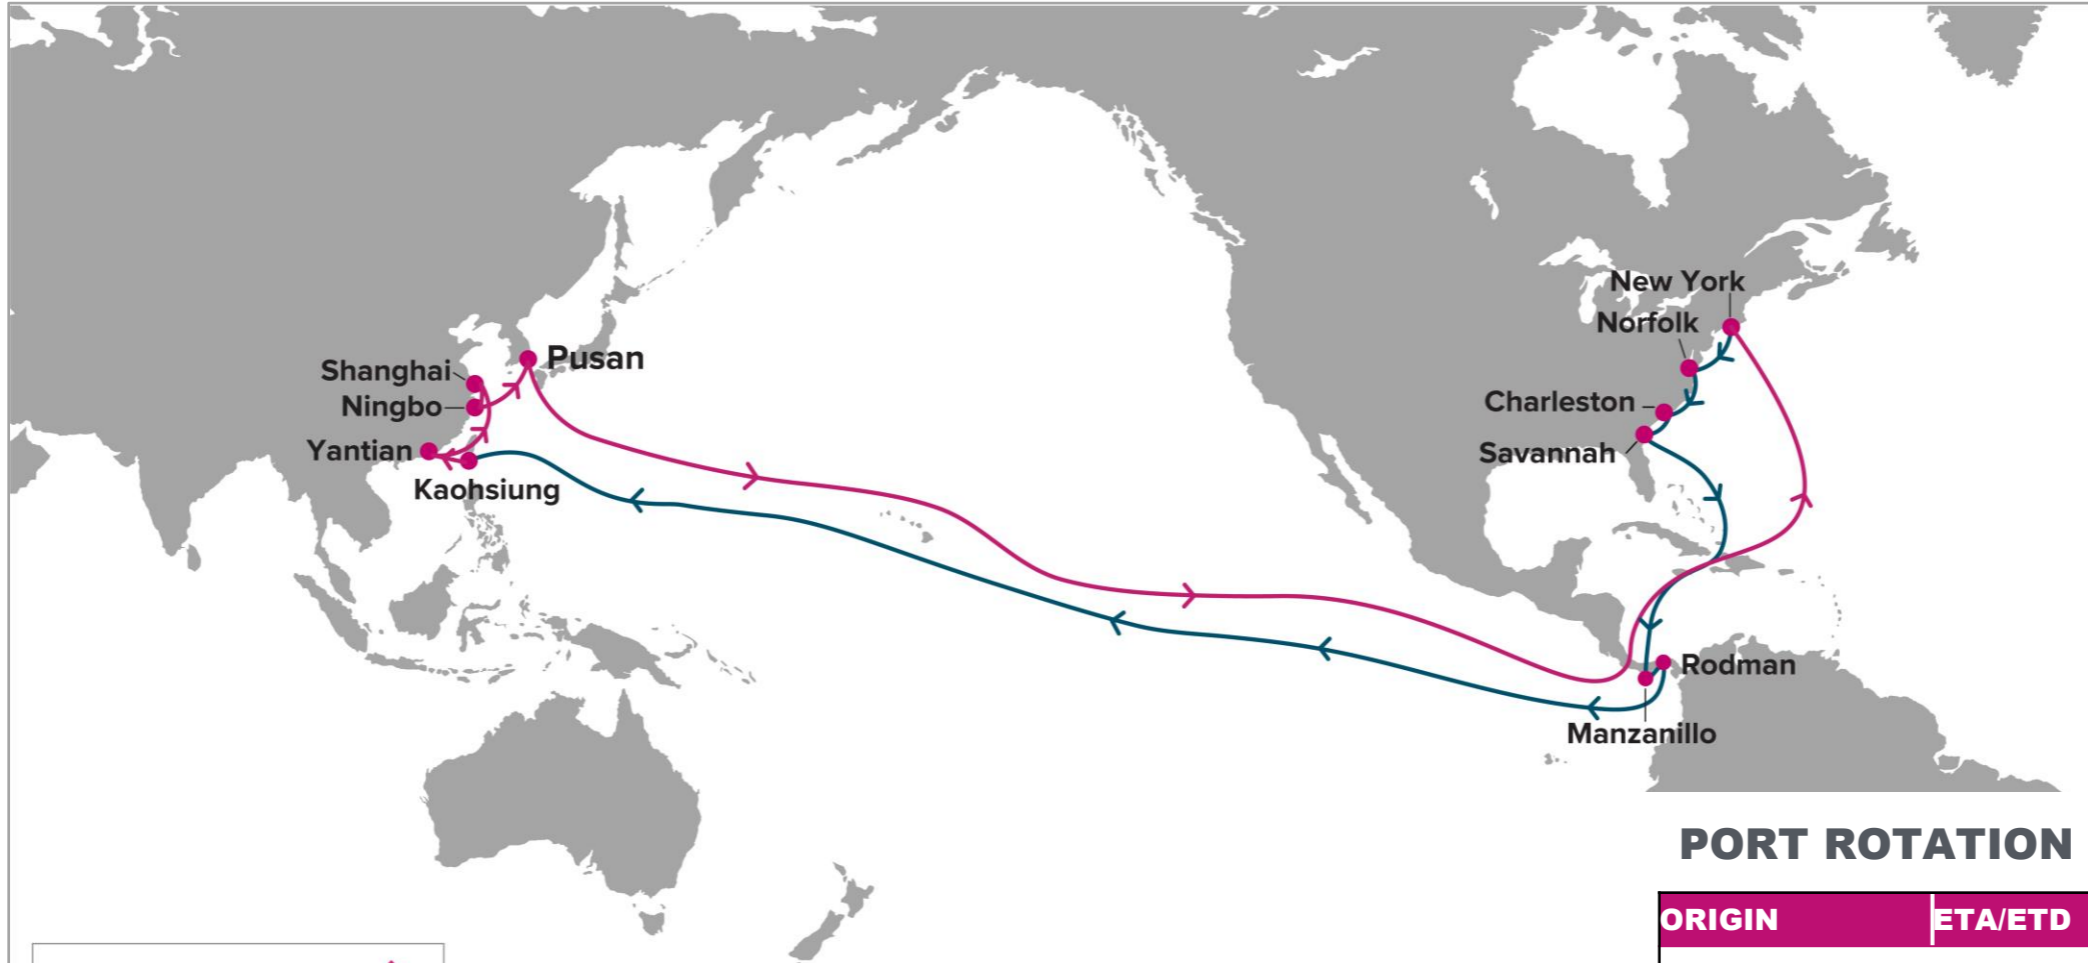 New York
Norfolk
Shanghai
Pusan
Ningbo
Charleston
Yantian
Savannah
Kaohsiung
Rodman
Manzanillo
PORT ROTATION
ORIGIN ETA/ETD